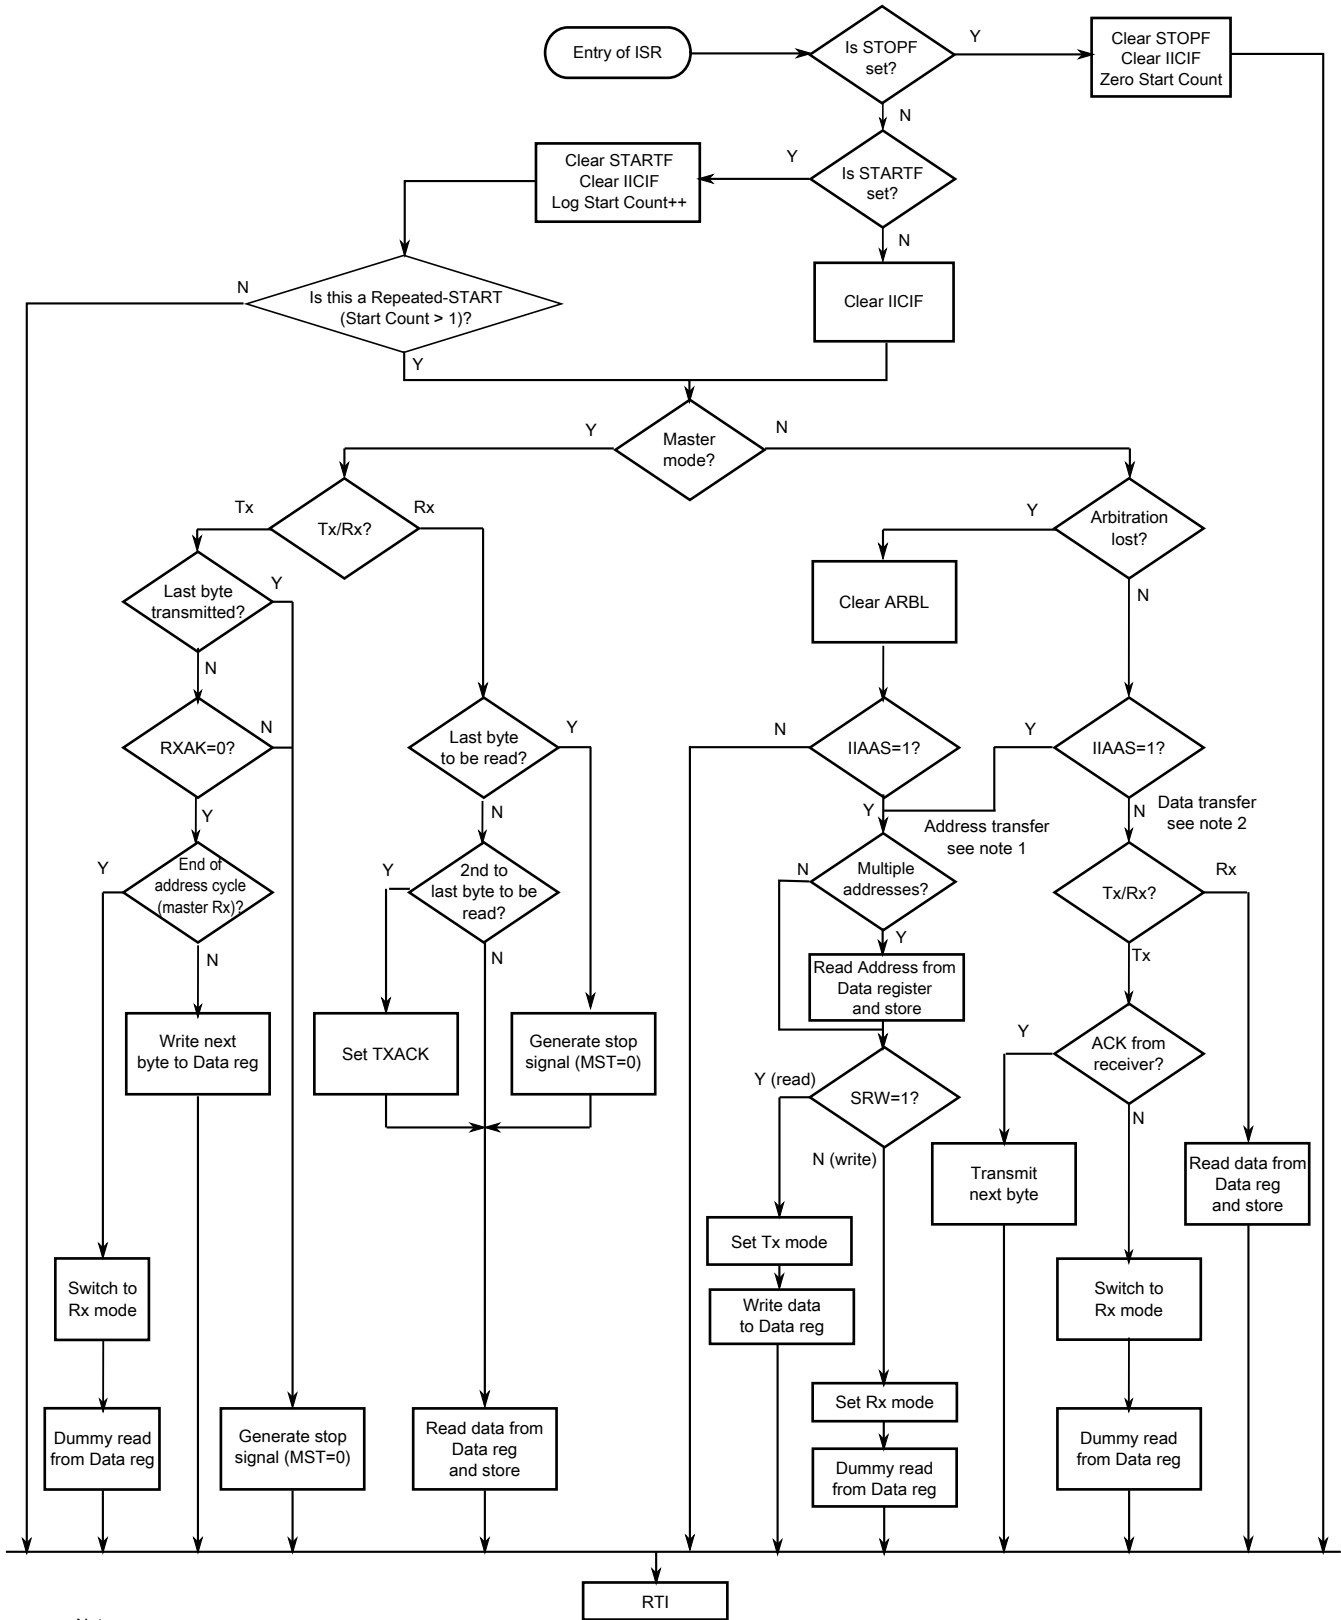 Entry of ISR
Is STOPF
set?
Y
Clear STOPF
Clear IICIF
Zero Start Count
N
Clear STARTF
Clear IICIF
Log Start Count++
Y
Is STARTF
set?
N
N
Is this a Repeated-START
(Start Count > 1)?
Y
Clear IICIF
Y
Master
mode?
N
Tx
Tx/Rx?
Rx
Y
Arbitration
lost?
N
Last byte
transmitted?
Y
N
Clear ARBL
RXAK=0?
N
Y
Last byte
to be read?
Y
N
N
IIAAS=1?
Y
Y
IIAAS=1?
N
Address transfer
see note 1
Data transfer
see note 2
Y
End of
address cycle
(master Rx)?
N
Y
2nd to
last byte to be
read?
N
N
Multiple
addresses?
Y
Tx/Rx?
Rx
Tx
Read Address from
Data register
and store
Write next
byte to Data reg
Set TXACK
Generate stop
signal (MST=0)
Y (read)
SRW=1?
N (write)
Y
ACK from
receiver?
N
Transmit
next byte
Read data from
Data reg
and store
Set Tx mode
Write data
to Data reg
Switch to
Rx mode
Switch to
Rx mode
Set Rx mode
Dummy read
from Data reg
Generate stop
signal (MST=0)
Read data from
Data reg
and store
Dummy read
from Data reg
Dummy read
from Data reg
RTI